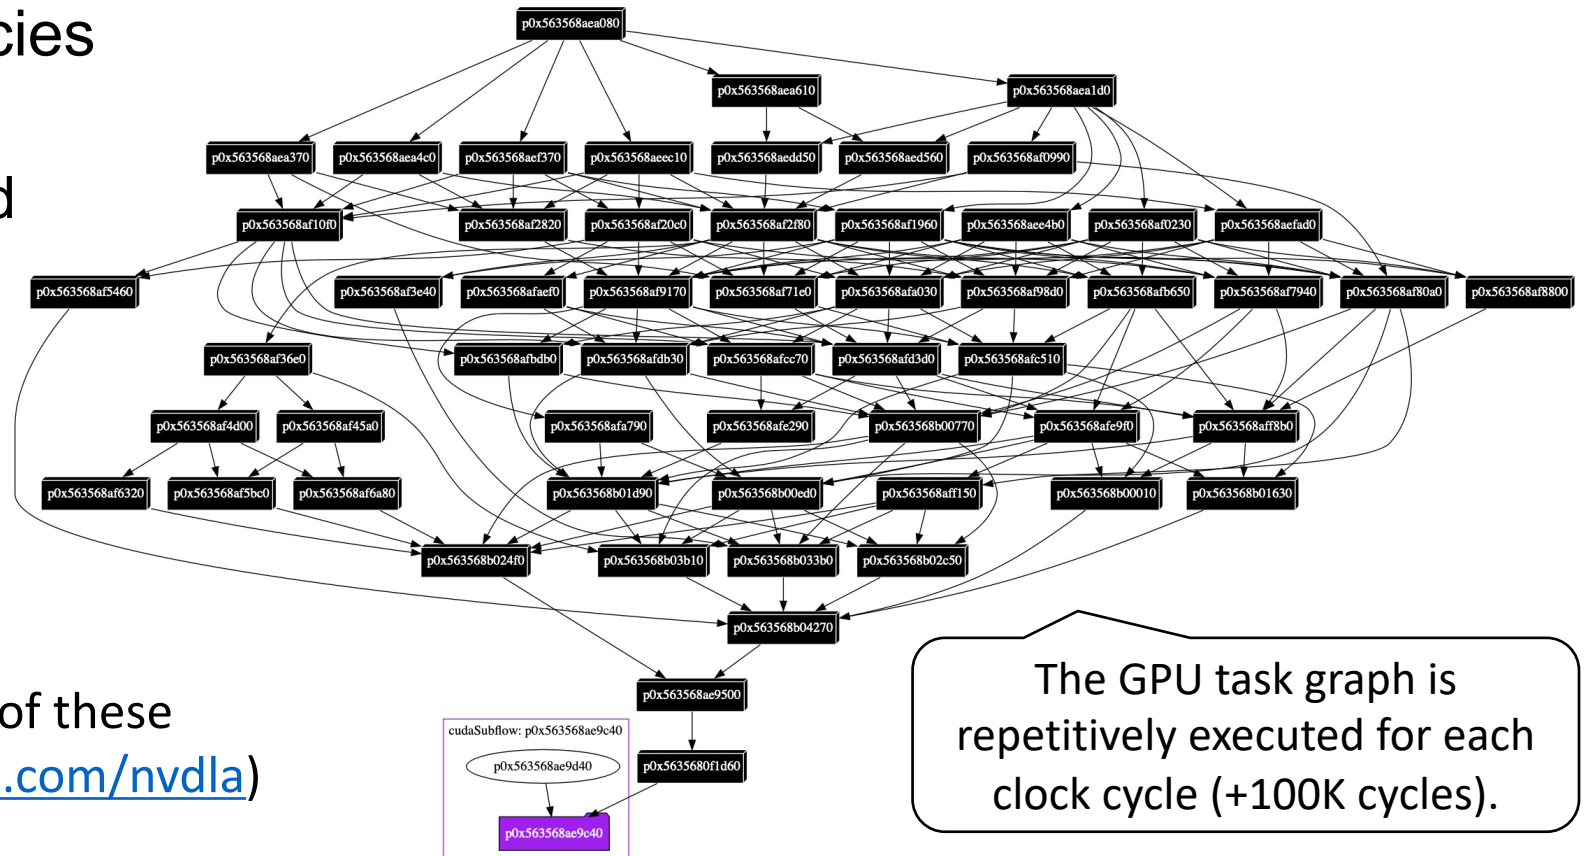 cies
d
of these
.com/nvdla)
p0x563568aea080
p0x563568aea610
p0x563568aea1d0
p0x563568aea370
p0x563568aea4c0
p0x563568aef370
p0x563568aeec10
p0x563568aedd50
p0x563568aed560
p0x563568af0990
p0x563568af10f0
p0x563568af2820
p0x563568af20c0
p0x563568af2f80
p0x563568af1960
p0x563568aee4b0
p0x563568af0230
p0x563568aefad0
p0x563568af5460
p0x563568af3e40
p0x563568afaef0
p0x563568af9170
p0x563568af71e0
p0x563568afa030
p0x563568af98d0
p0x563568afb650
p0x563568af7940
p0x563568af80a0
p0x563568af8800
p0x563568af36e0
p0x563568afbdb0
p0x563568afdb30
p0x563568afcc70
p0x563568afd3d0
p0x563568afc510
p0x563568af4d00
p0x563568af45a0
p0x563568afa790
p0x563568afe290
p0x563568b00770
p0x563568afe9f0
p0x563568aff8b0
p0x563568af6320
p0x563568af5bc0
p0x563568af6a80
p0x563568b01d90
p0x563568b00ed0
p0x563568aff150
p0x563568b00010
p0x563568b01630
p0x563568b024f0
p0x563568b03b10
p0x563568b033b0
p0x563568b02c50
p0x563568b04270
p0x563568ae9500
p0x5635680f1d60
cudaSubflow: p0x563568ae9c40
p0x563568ae9d40
p0x563568ae9c40
The GPU task graph is
repetitively executed for each
clock cycle (+100K cycles).